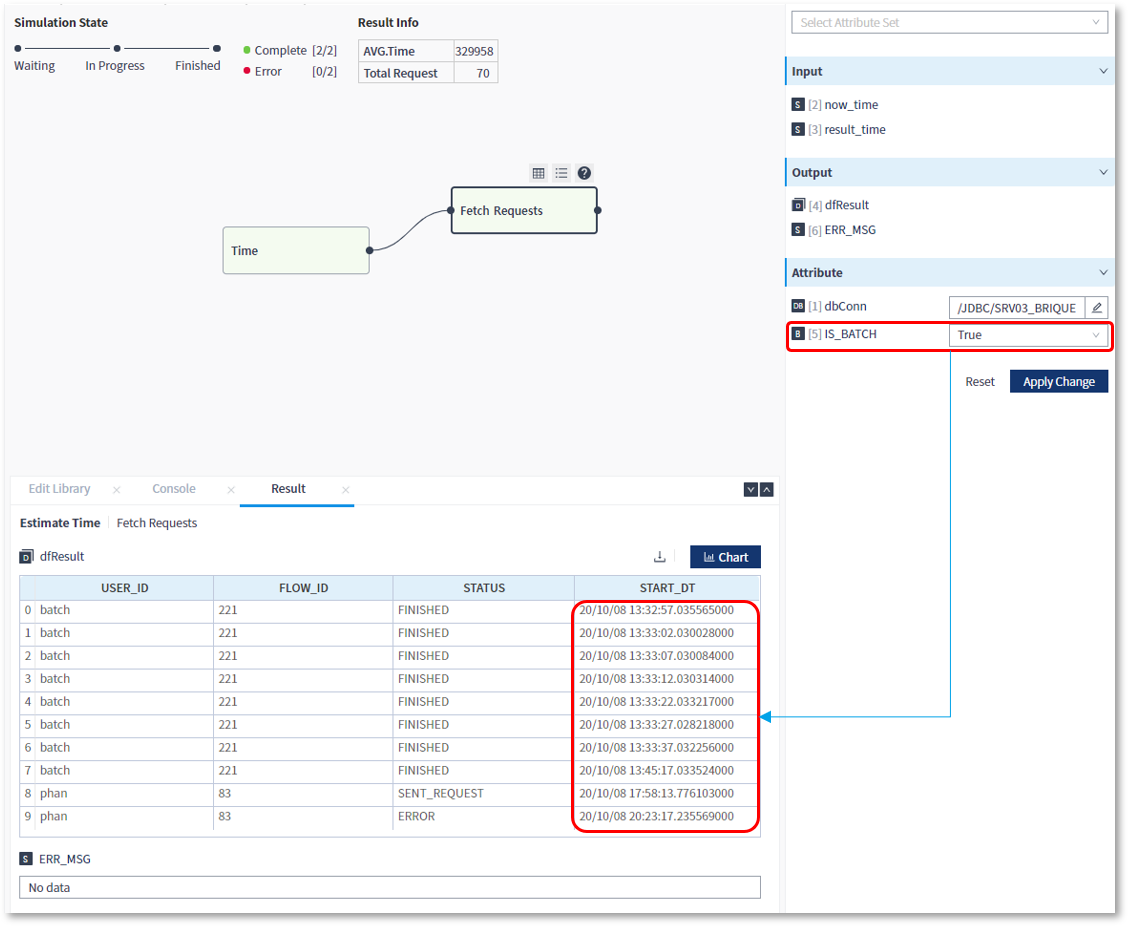 Simulation State
Waiting
In Progress
Finished
Complete [2/2]
Error [0/2]
Result Info
AVG.Time 329958
Total Request 70
Time
?
Fetch Requests
Select Attribute Set
Input
S [2] now_time
S [3] result_time
Output
D [4] dfResult
S [6] ERR_MSG
Attribute
DB [1] dbConn /JDBC/SRV03_BRIQUE
B [5] IS_BATCH True
Reset Apply Change
Edit Library
Console
Result
Estimate Time Fetch Requests
D dfResult
Chart
USER_ID FLOW_ID STATUS START_DT
0 batch 221 FINISHED 20/10/08 13:32:57.035565000
1 batch 221 FINISHED 20/10/08 13:33:02.030028000
2 batch 221 FINISHED 20/10/08 13:33:07.030084000
3 batch 221 FINISHED 20/10/08 13:33:12.030314000
4 batch 221 FINISHED 20/10/08 13:33:22.033217000
5 batch 221 FINISHED 20/10/08 13:33:27.028218000
6 batch 221 FINISHED 20/10/08 13:33:37.032256000
7 batch 221 FINISHED 20/10/08 13:45:17.033524000
8 phan 83 SENT_REQUEST 20/10/08 17:58:13.776103000
9 phan 83 ERROR 20/10/08 20:23:17.235569000
S ERR_MSG
No data